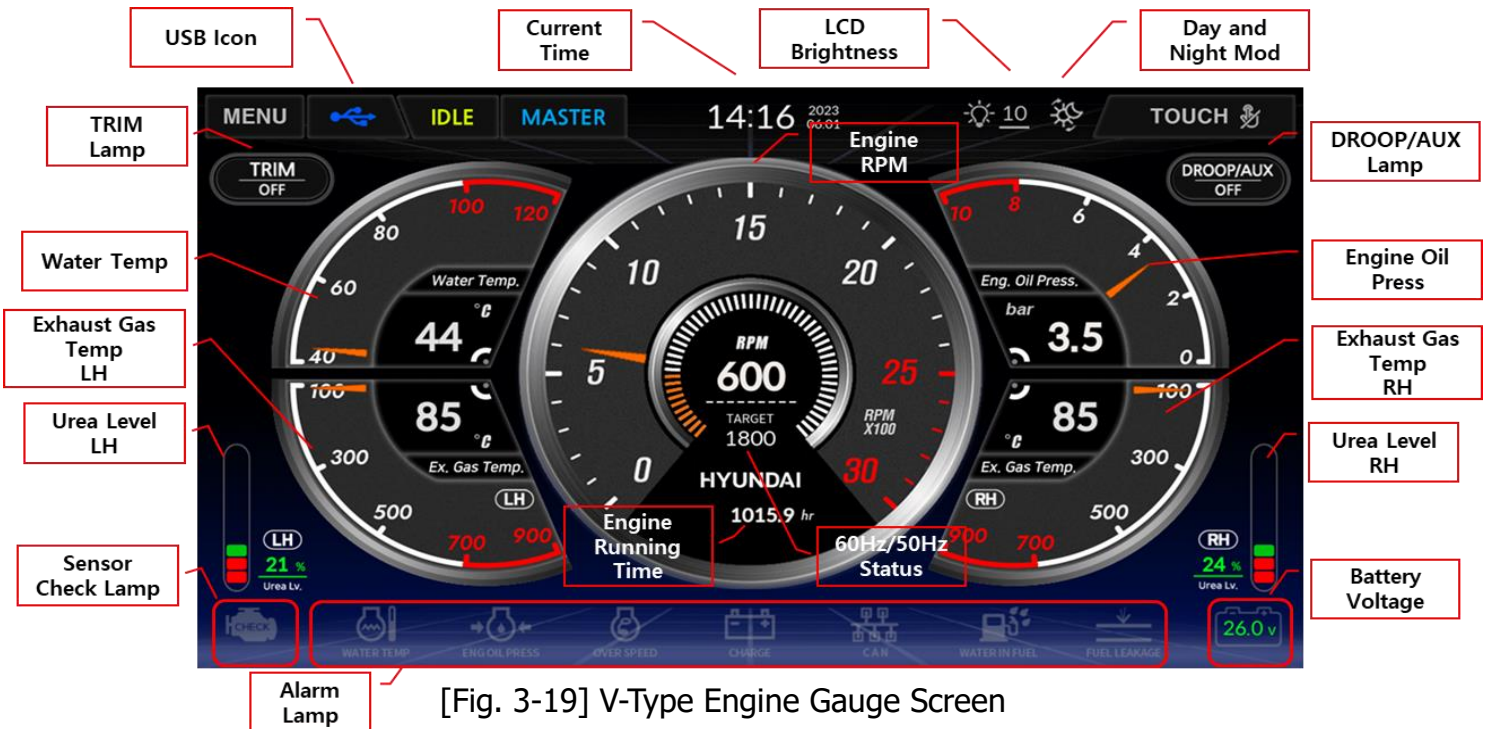 USB Icon
Current
Time
LCD
Brightness
Day and
Night Mod
TRIM
Lamp
MENU
IDLE
MASTER
14:16
2023
06:01
10
TOUCH
Engine
RPM
DROOP/AUX
Lamp
TRIM
OFF
DROOP/AUX
OFF
Water Temp
40
60
80
100
120
Water Temp.
°C
44
0
5
10
15
20
25
30
RPM
X100
RPM
600
TARGET
1800
HYUNDAI
1015.9 hr
10
8
6
4
2
0
Eng. Oil Press.
bar
3.5
Engine Oil
Press
Exhaust Gas
Temp
LH
100
300
500
700
900
85
°C
Ex. Gas Temp.
LH
100
300
500
700
900
85
°C
Ex. Gas Temp.
RH
Exhaust Gas
Temp
RH
Urea Level
LH
Urea Level
RH
LH
21 %
Urea Lv.
RH
24 %
Urea Lv.
Engine
Running
Time
60Hz/50Hz
Status
Sensor
Check Lamp
Battery
Voltage
CHECK
WATER TEMP
ENG OIL PRESS
OVER SPEED
CHARGE
CAN
WATER IN FUEL
FUEL LEAKAGE
26.0 v
Alarm
Lamp
[Fig. 3-19] V-Type Engine Gauge Screen